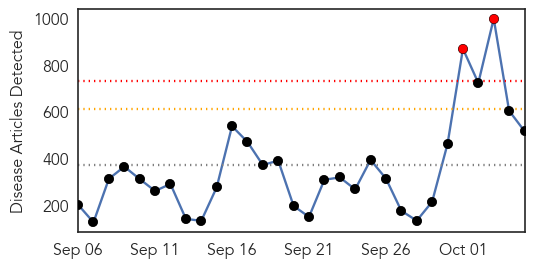 Disease Articles Detected
1000
800
600
400
200
Sep 06
Sep 11
Sep 16
Sep 21
Sep 26
Oct 01